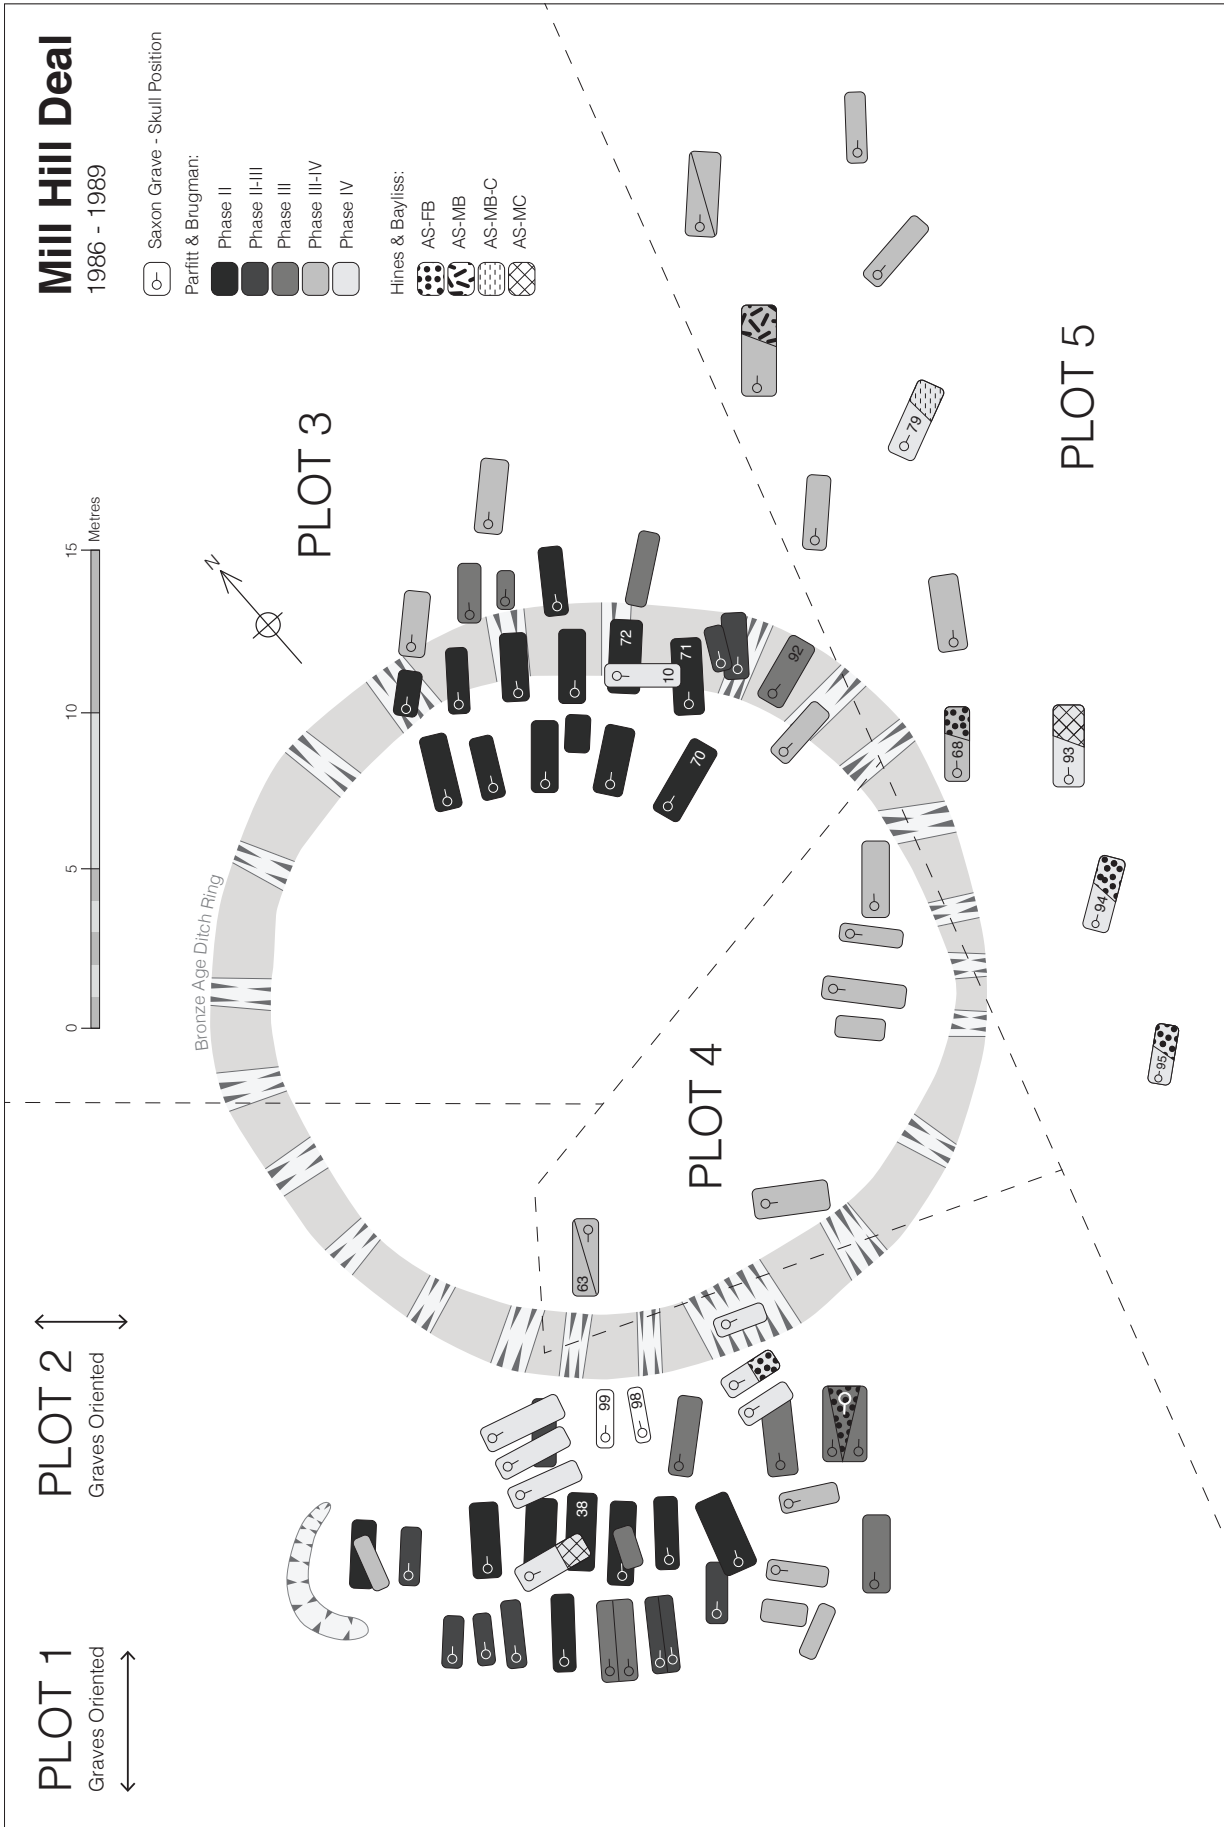 Mill Hill Deal
1986 - 1989
Saxon Grave - Skull Position
Parfitt & Brugman:
Phase II
Phase II-III
Phase III
Phase III-IV
Phase IV
Hines & Bayliss:
AS-FB
AS-MB
AS-MB-C
AS-MC
0
5
10
15
Metres
N
Bronze Age Ditch Ring
PLOT 1
Graves Oriented
PLOT 2
Graves Oriented
PLOT 3
PLOT 4
PLOT 5
72
10
71
92
70
79
68
93
94
95
63
99
98
38